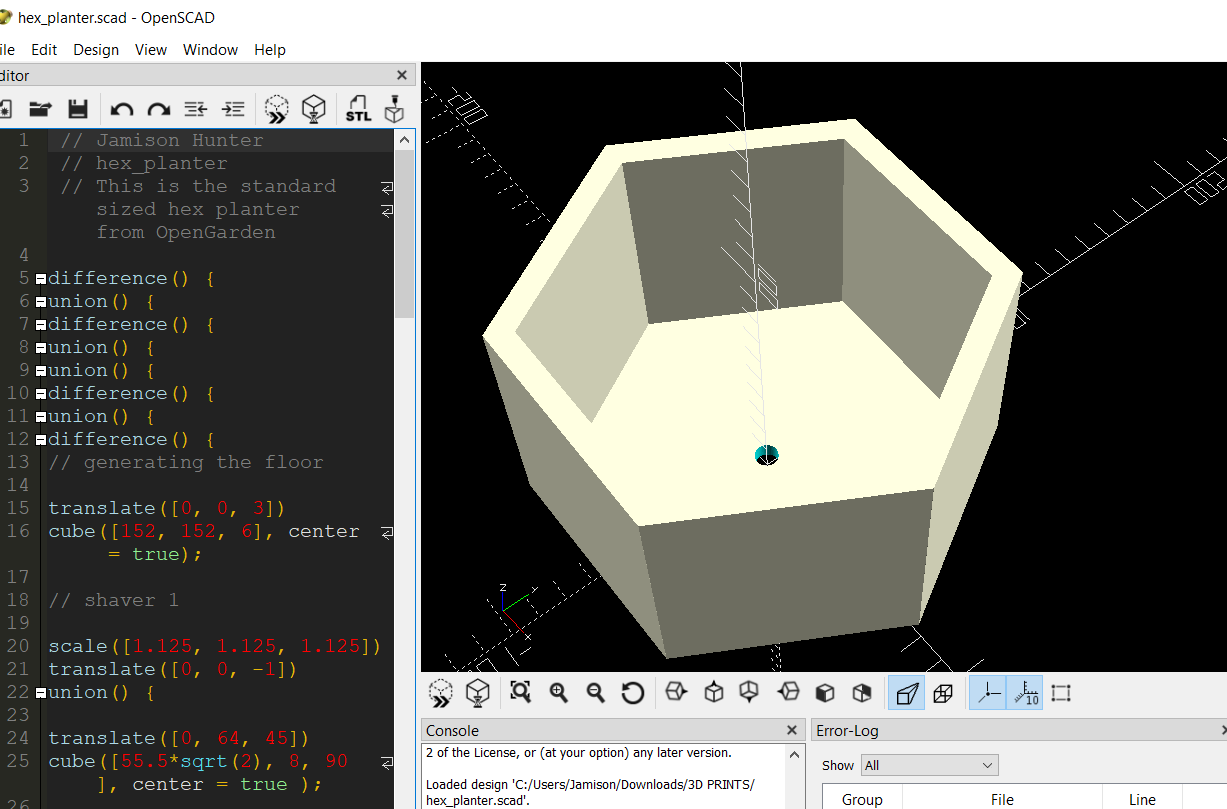 hex_planter.scad - OpenSCAD
ile Edit Design View Window Help
ditor
STL
1 // Jamison Hunter
2 // hex_planter
3 // This is the standard
sized hex planter
from OpenGarden
4
5 difference() {
6 union() {
7 difference() {
8 union() {
9 union() {
10 difference() {
11 union() {
12 difference() {
13 // generating the floor
14
15 translate([0, 0, 3])
16 cube([152, 152, 6], center
= true);
17
18 // shaver 1
19
20 scale([1.125, 1.125, 1.125])
21 translate([0, 0, -1])
22 union() {
23
24 translate([0, 64, 45])
25 cube([55.5*sqrt(2), 8, 90
], center = true );
26
z
y
x
10
Console
2 of the License, or (at your option) any later version.
Loaded design 'C:/Users/Jamison/Downloads/3D PRINTS/
hex_planter.scad'.
Error-Log
Show All
Group File Line